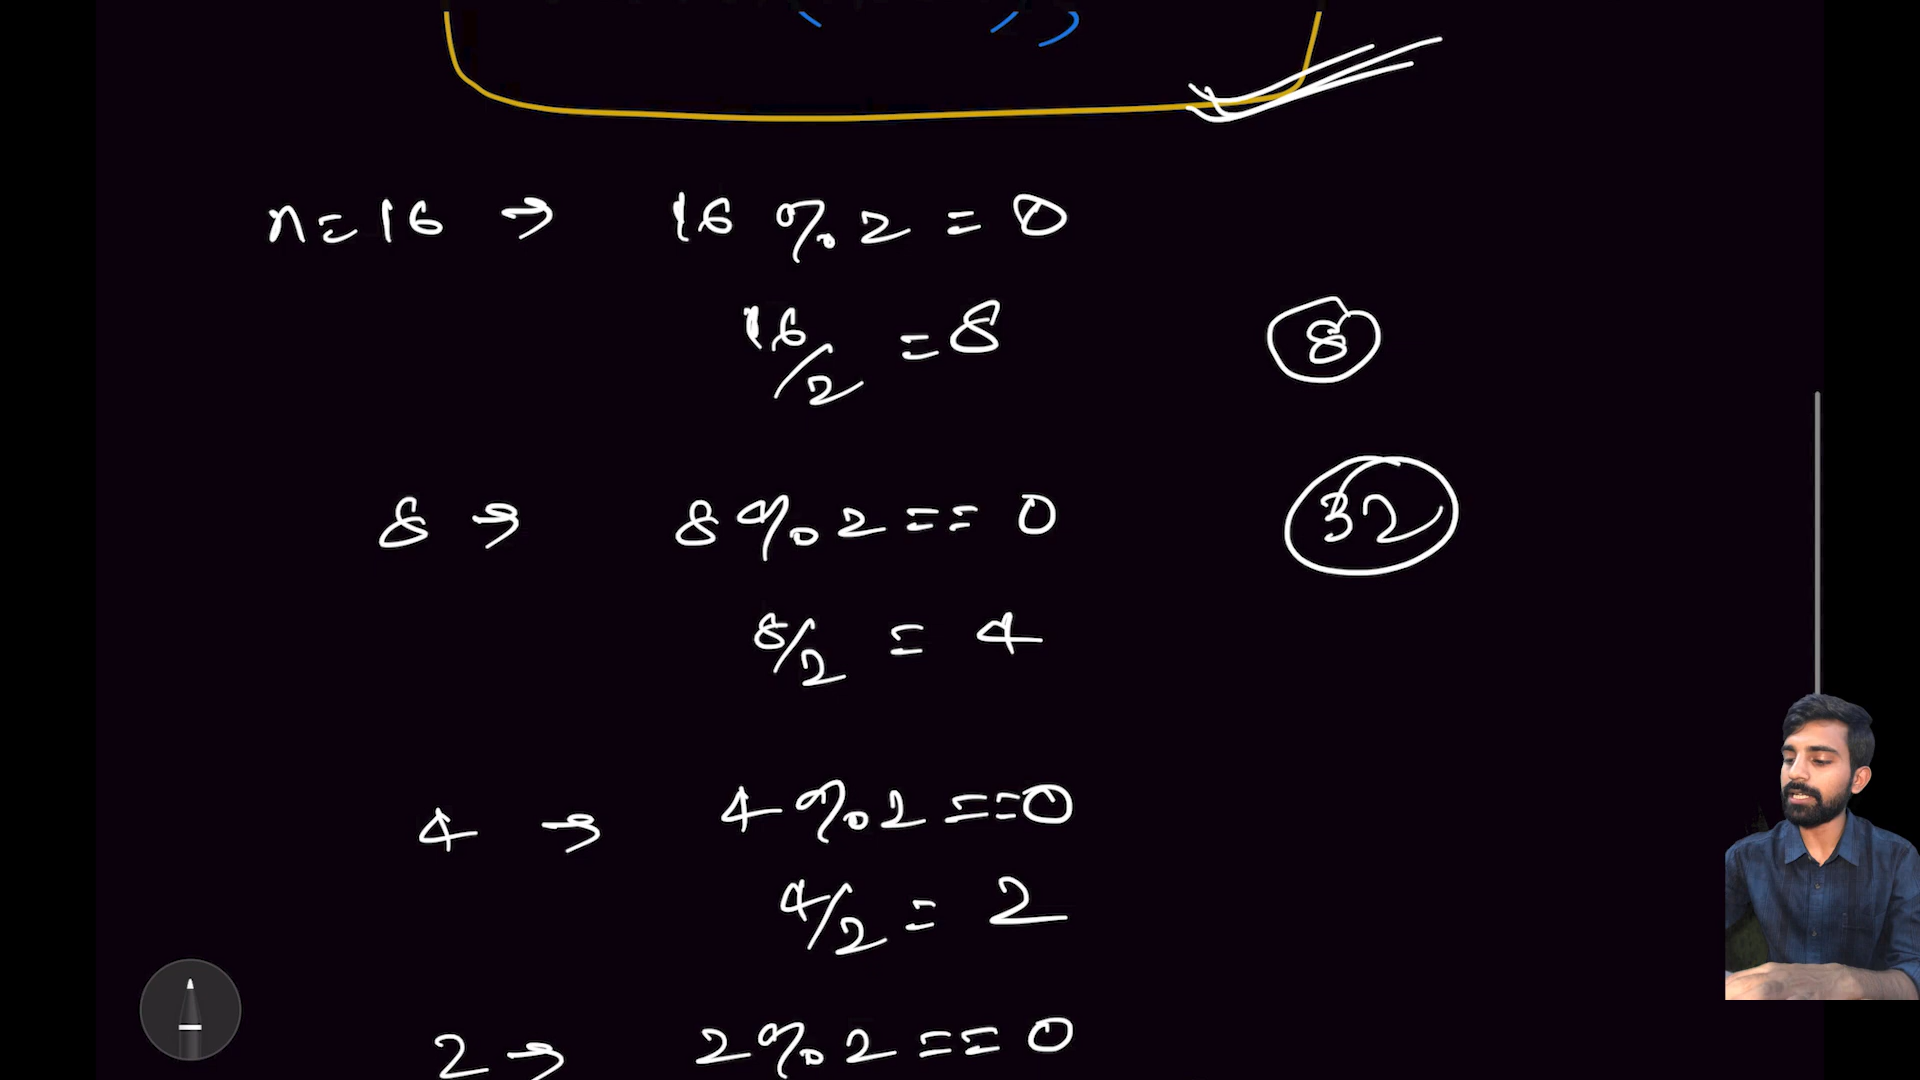 n=16 → 16 % 2 = 0
16/2 = 8
8
8 → 8 % 2 == 0
32
8/2 = 4
4 → 4 % 2 == 0
4/2 = 2
2 → 2 % 2 == 0